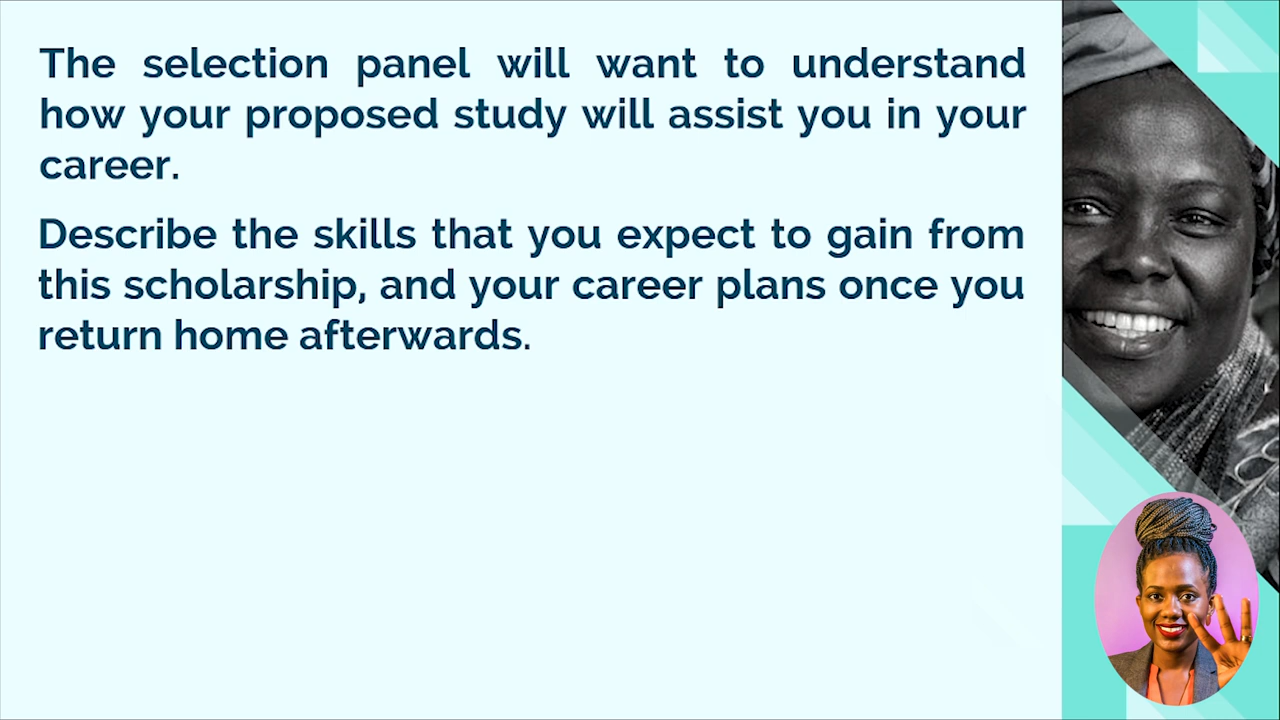 The selection panel will want to understand
how your proposed study will assist you in your
career.
Describe the skills that you expect to gain from
this scholarship, and your career plans once you
return home afterwards.